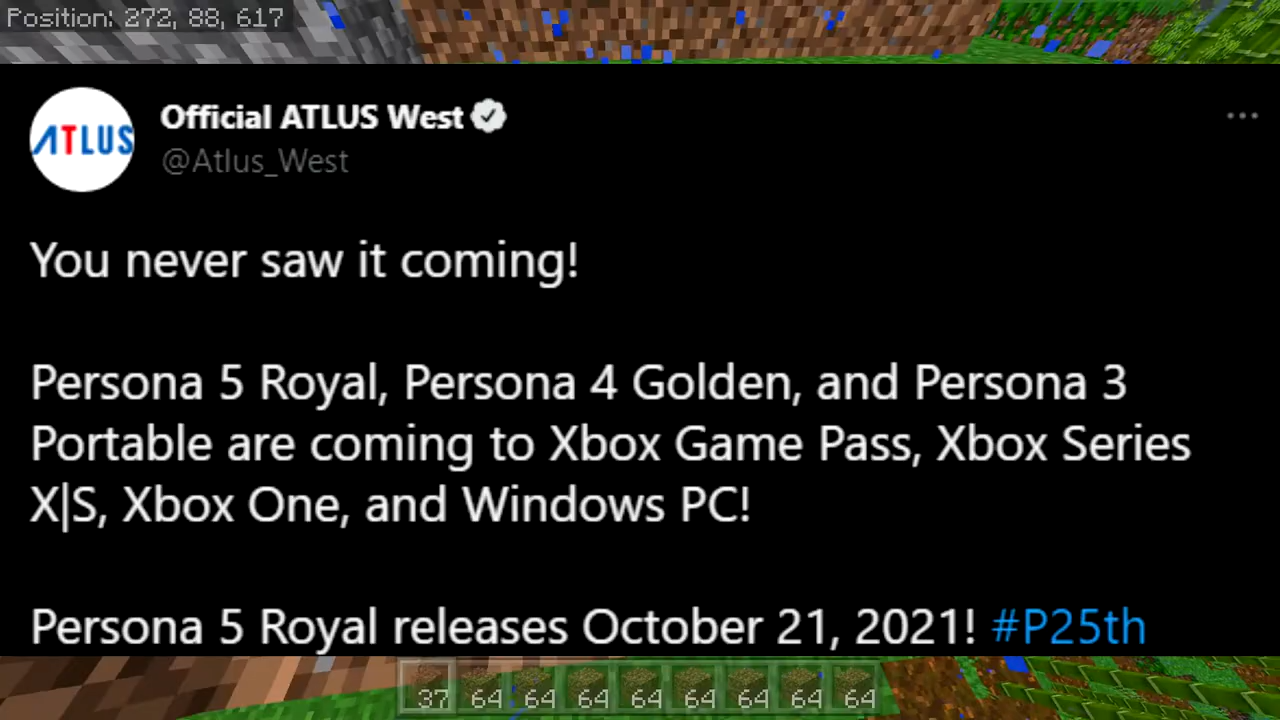 Position: 272, 88, 617
ATLUS
Official ATLUS West
@Atlus_West
You never saw it coming!
Persona 5 Royal, Persona 4 Golden, and Persona 3
Portable are coming to Xbox Game Pass, Xbox Series
X|S, Xbox One, and Windows PC!
Persona 5 Royal releases October 21, 2021! #P25th
37 64 64 64 64 64 64 64 64